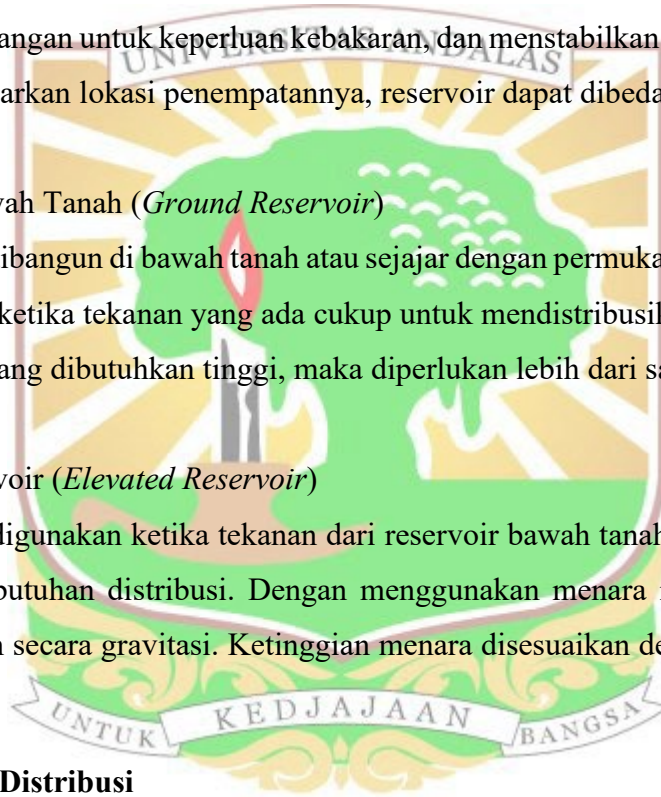 angan untuk keperluan kebakaran, dan menstabilkan
UNIVERSITAS ANDALAS
arkan lokasi penempatannya, reservoir dapat dibeda
vah Tanah (Ground Reservoir)
ibangun di bawah tanah atau sejajar dengan permuka
ketika tekanan yang ada cukup untuk mendistribusil
ang dibutuhkan tinggi, maka diperlukan lebih dari sa
voir (Elevated Reservoir)
digunakan ketika tekanan dari reservoir bawah tanah
butuhan distribusi. Dengan menggunakan menara
n secara gravitasi. Ketinggian menara disesuaikan de
UNTUK KEDJAJAAN BANGSA
Distribusi